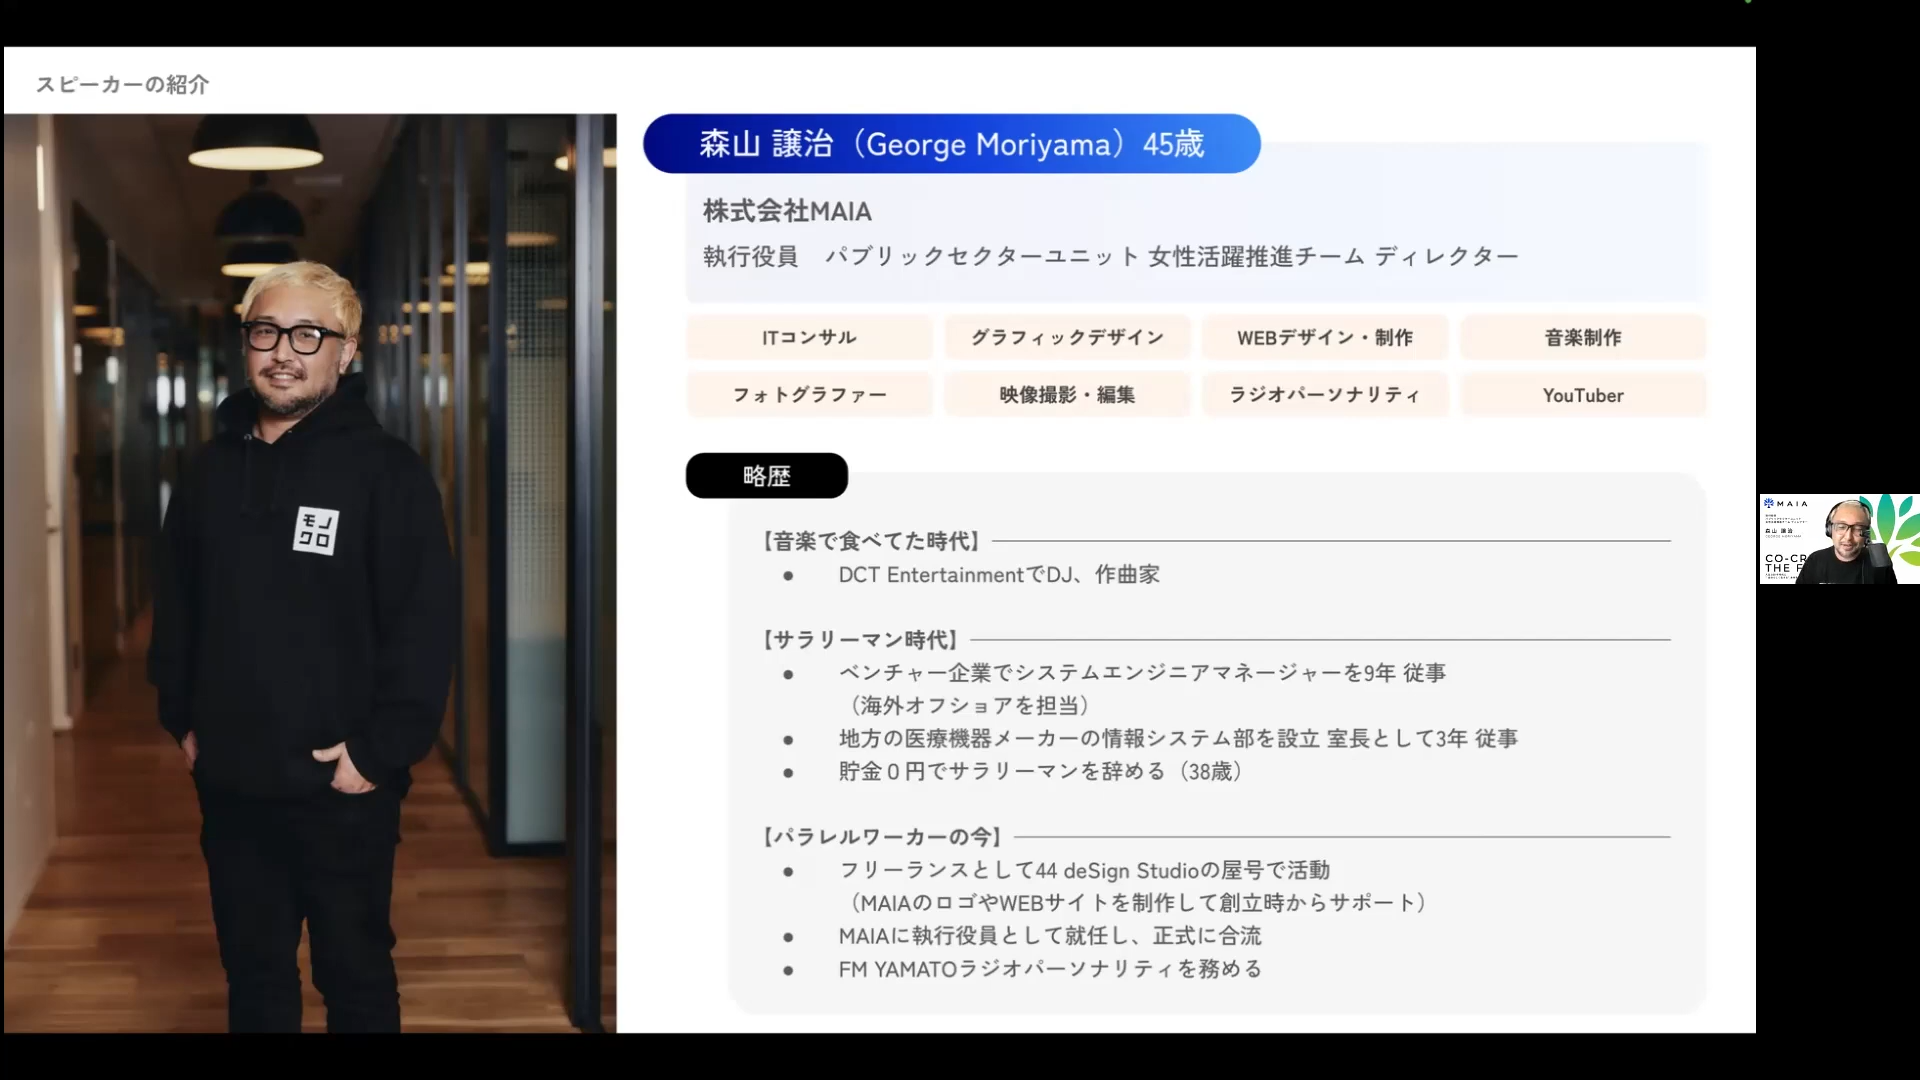 スピーカーの紹介
森山 譲治（George Moriyama）45歳
株式会社MAIA
執行役員　パブリックセクターユニット 女性活躍推進チーム ディレクター
ITコンサル
グラフィックデザイン
WEBデザイン・制作
音楽制作
フォトグラファー
映像撮影・編集
ラジオパーソナリティ
YouTuber
モノ
クロ
略歴
【音楽で食べてた時代】
● DCT EntertainmentでDJ、作曲家
【サラリーマン時代】
● ベンチャー企業でシステムエンジニアマネージャーを9年 従事
（海外オフショアを担当）
● 地方の医療機器メーカーの情報システム部を設立 室長として3年 従事
● 貯金０円でサラリーマンを辞める（38歳）
【パラレルワーカーの今】
● フリーランスとして44 deSign Studioの屋号で活動
（MAIAのロゴやWEBサイトを制作して創立時からサポート）
● MAIAに執行役員として就任し、正式に合流
● FM YAMATOラジオパーソナリティを務める
MAIA
森山 譲治
CO-CR
THE F